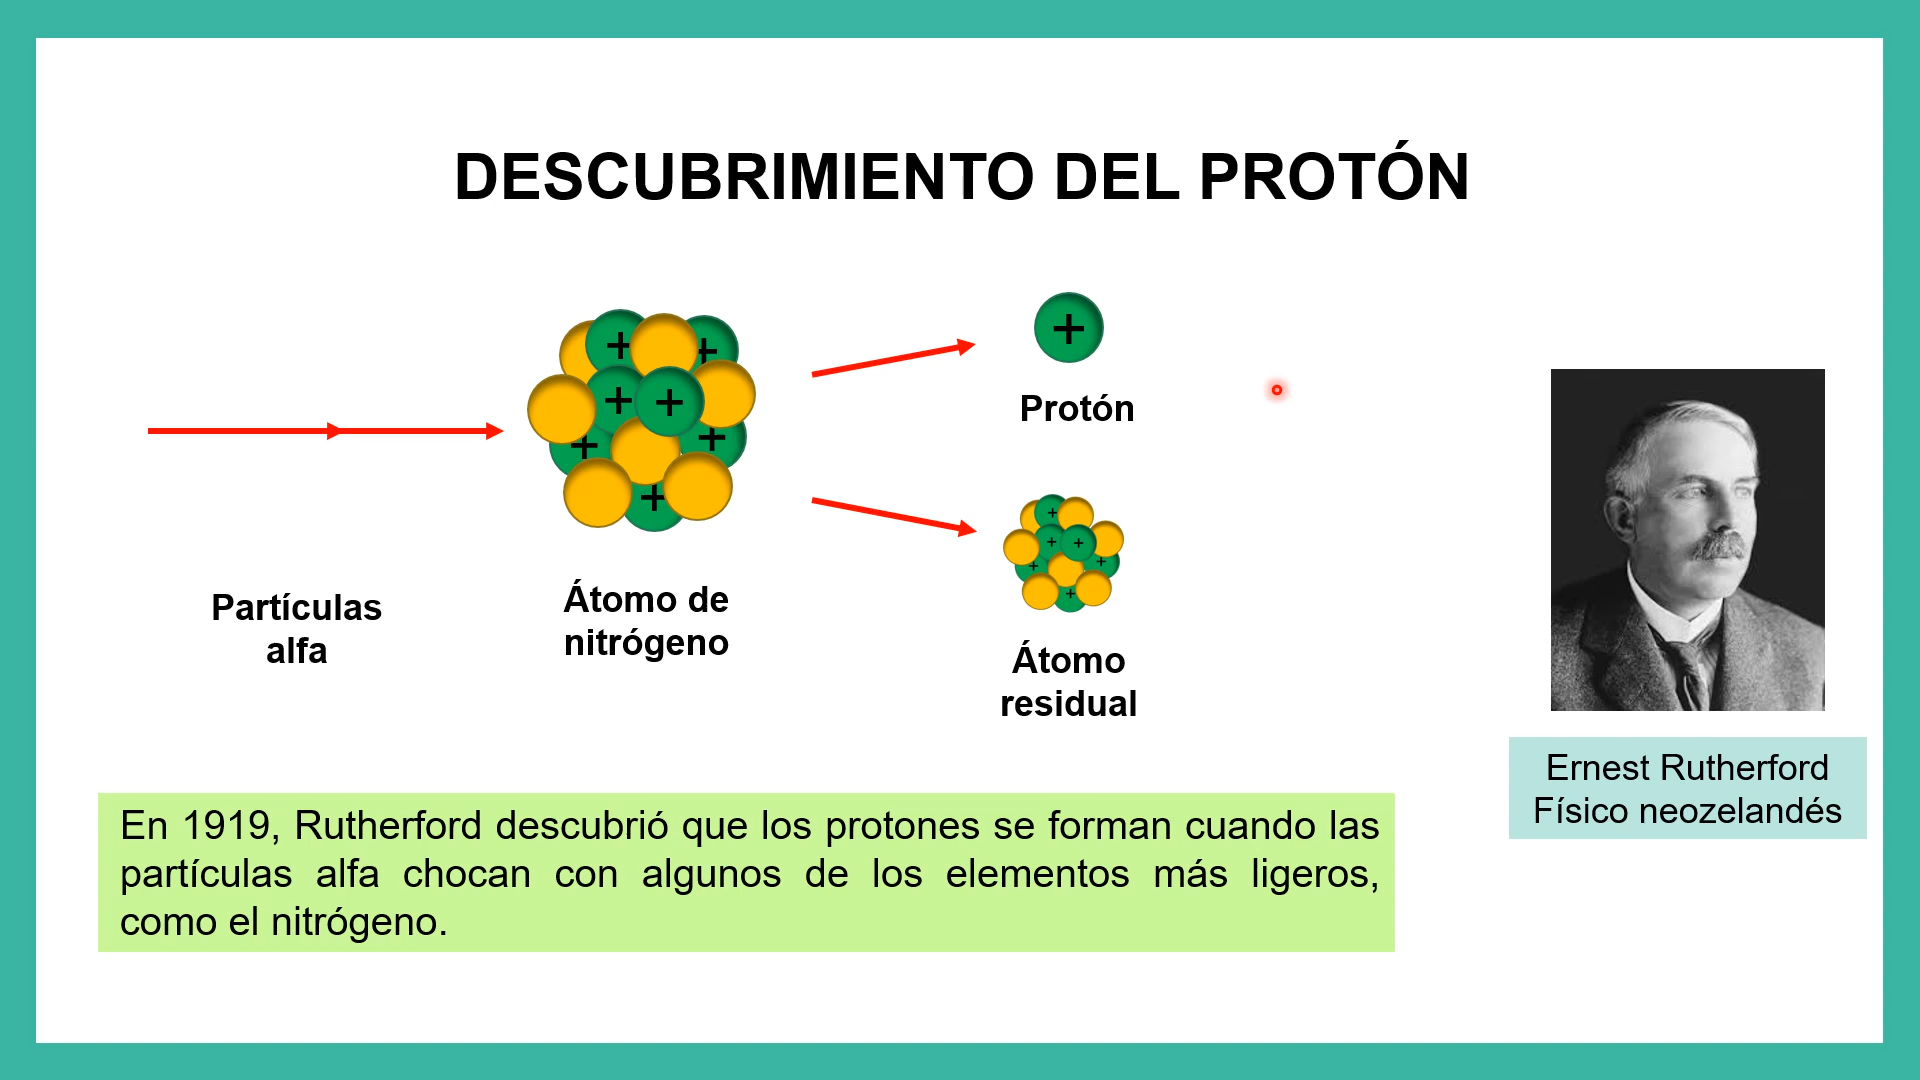 DESCUBRIMIENTO DEL PROTÓN
+ + + + + + +
+
Protón
+ + + + + +
Partículas
alfa
Átomo de
nitrógeno
Átomo
residual
Ernest Rutherford
Físico neozelandés
En 1919, Rutherford descubrió que los protones se forman cuando las
partículas alfa chocan con algunos de los elementos más ligeros,
como el nitrógeno.